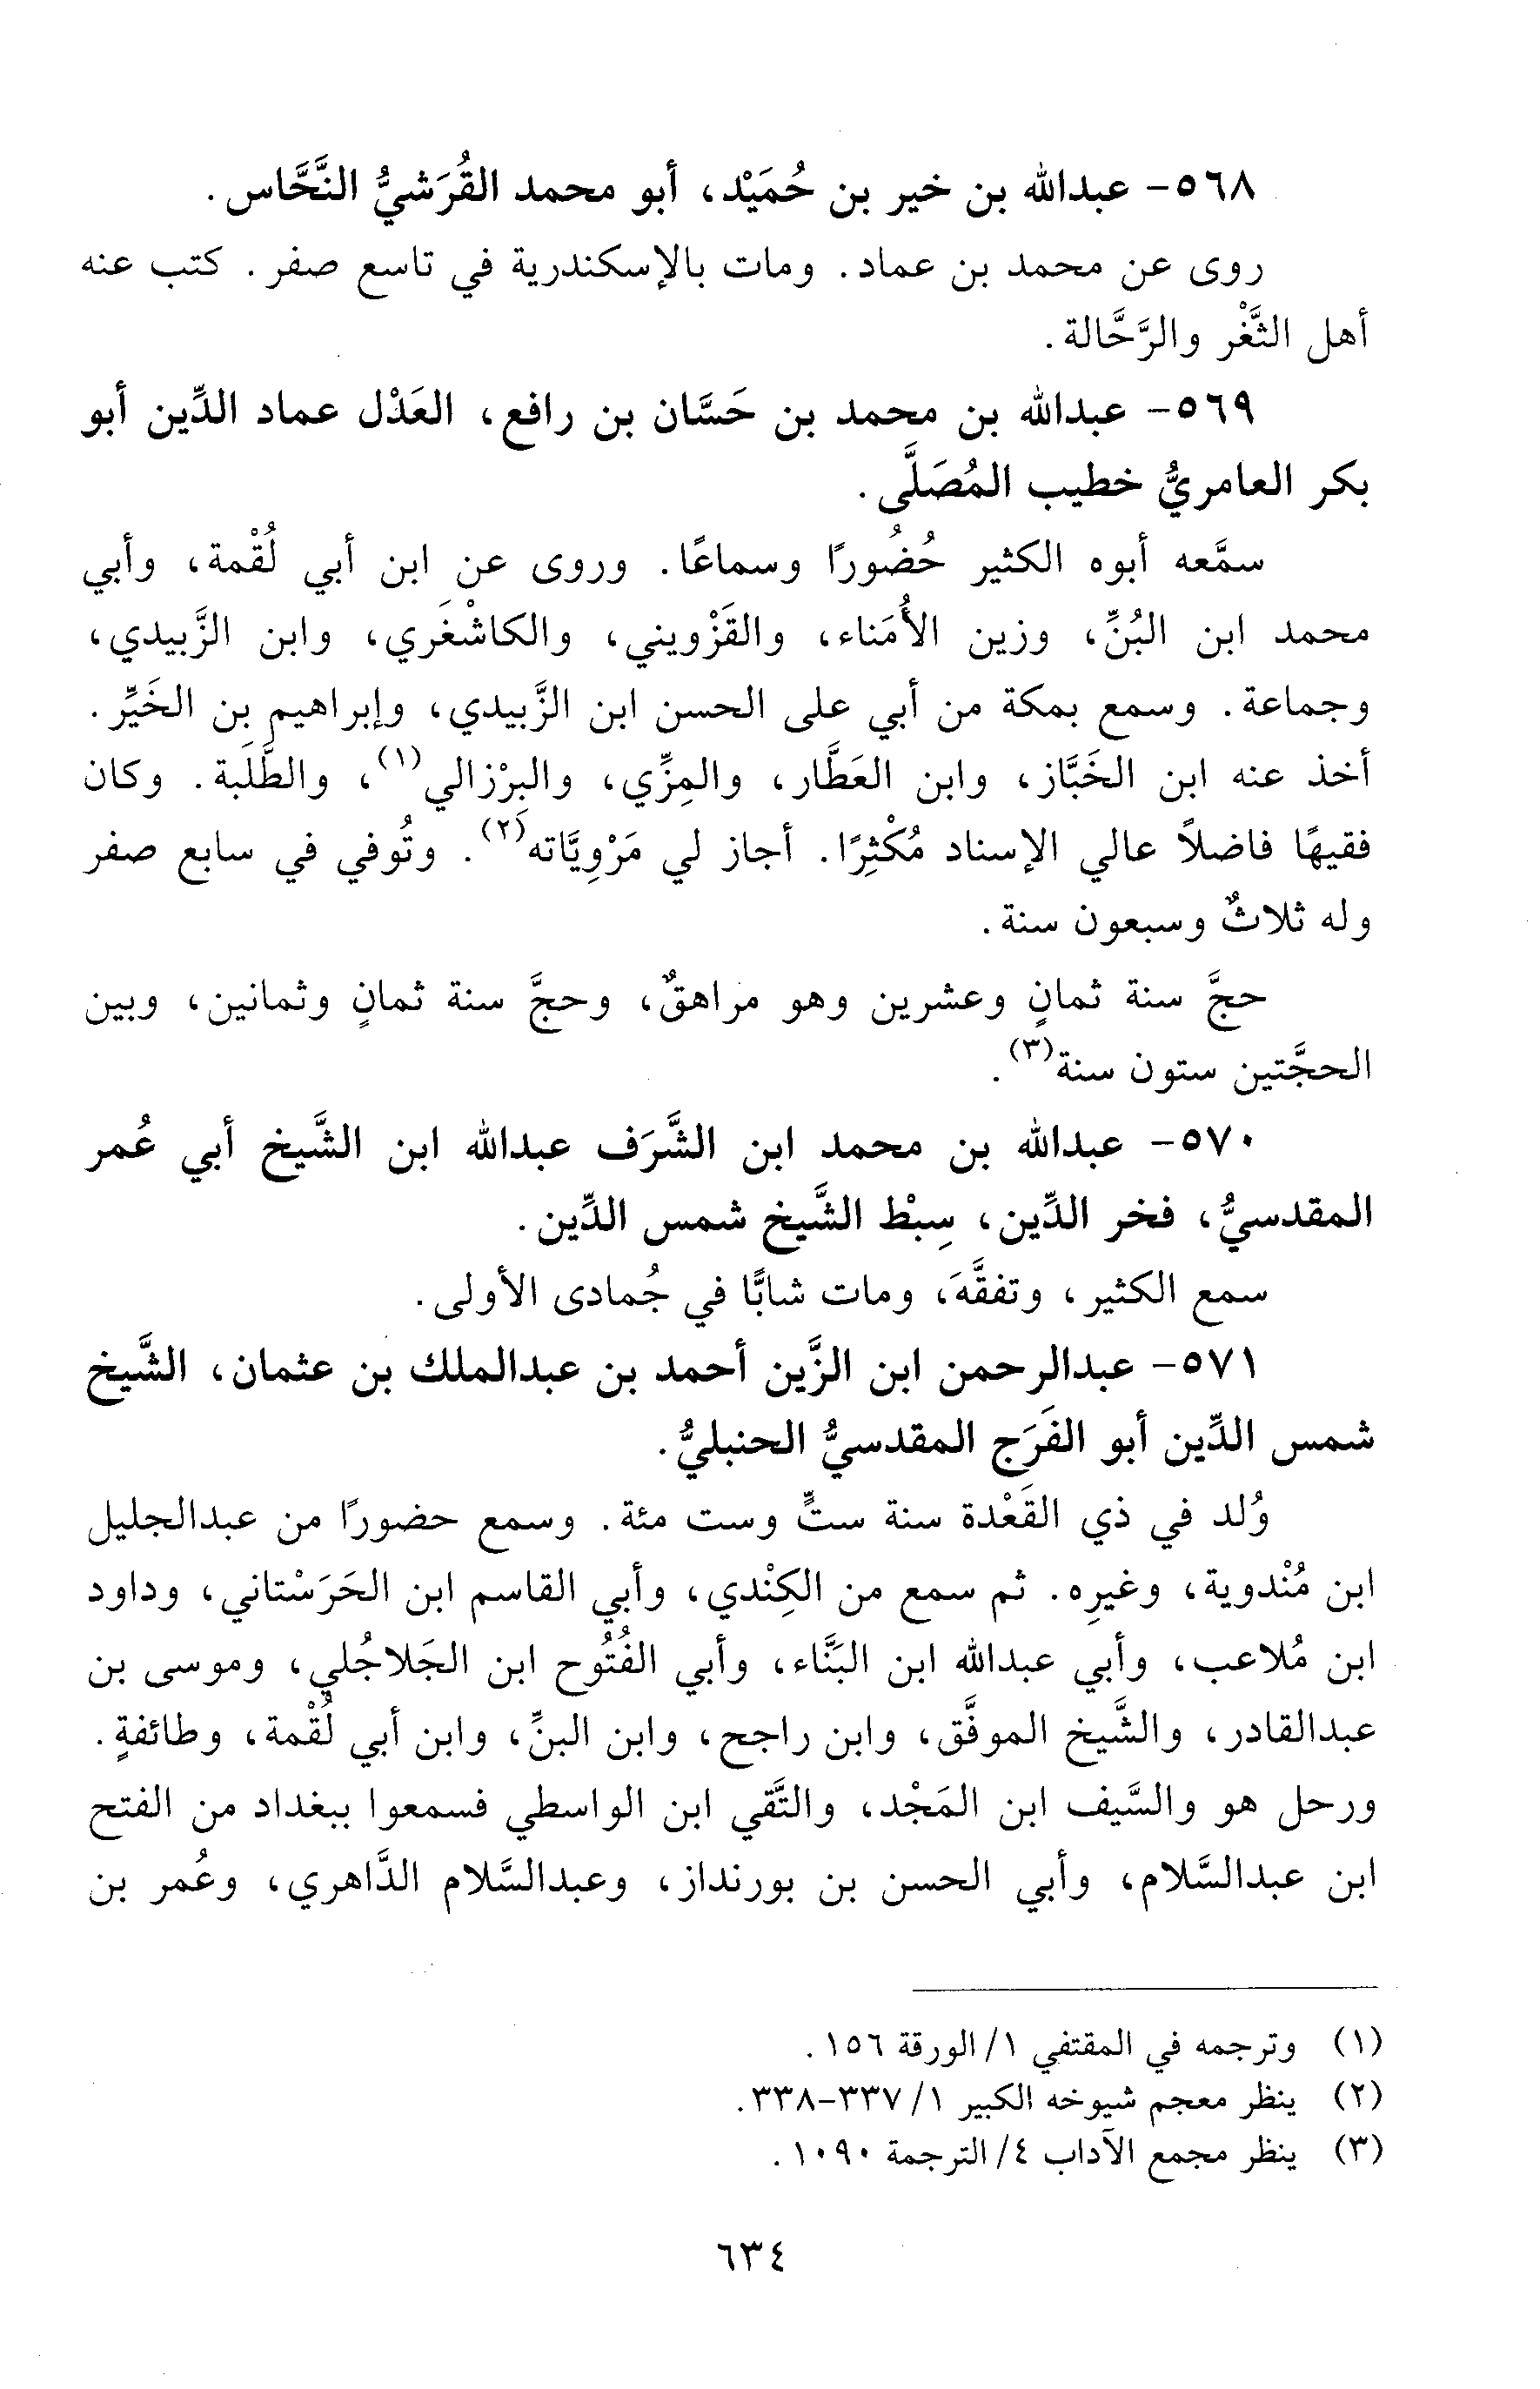 ٥٦٨- عبدالله بن خير بن حُمَيْد، أبو محمد القُرَشيُّ النَّحَّاس.
روى عن محمد بن عماد. ومات بالإسكندرية في تاسع صفر. كتب عنه
أهل الثَّغْر والرَّحَّالة.
٥٦٩- عبدالله بن محمد بن حَسَّان بن رافع، العَدْل عماد الدِّين أبو
بكر العامريُّ خطيب المُصَلَّى.
سمَّعه أبوه الكثير حُضُورًا وسماعًا. وروى عن ابن أبي لُقْمة، وأبي
محمد ابن البُنِّ، وزين الأُمَناء، والقَزْويني، والكاشْغَري، وابن الزَّبيدي،
وجماعة. وسمع بمكة من أبي على الحسن ابن الزَّبيدي، وإبراهيم بن الخَيِّر.
أخذ عنه ابن الخَبَّاز، وابن العَطَّار، والمِزِّي، والبِرْزالي(١)، والطَّلَبة. وكان
فقيهًا فاضلاً عالي الإسناد مُكْثِرًا. أجاز لي مَرْوِيَّاته(٢). وتُوفي في سابع صفر
وله ثلاثٌ وسبعون سنة.
حجَّ سنة ثمانٍ وعشرين وهو مراهقٌ، وحجَّ سنة ثمانٍ وثمانين، وبين
الحجَّتين ستون سنة(٣).
٥٧٠- عبدالله بن محمد ابن الشَّرَف عبدالله ابن الشَّيخ أبي عُمر
المقدسيُّ، فخر الدِّين، سِبْط الشَّيخ شمس الدِّين.
سمع الكثير، وتفقَّهَ، ومات شابًّا في جُمادى الأولى.
٥٧١- عبدالرحمن ابن الزَّين أحمد بن عبدالملك بن عثمان، الشَّيخ
شمس الدِّين أبو الفَرَج المقدسيُّ الحنبليُّ.
وُلد في ذي القَعْدة سنة ستٍّ وست مئة. وسمع حضورًا من عبدالجليل
ابن مُنْدوية، وغيرِه. ثم سمع من الكِنْدي، وأبي القاسم ابن الحَرَسْتاني، وداود
ابن مُلاعب، وأبي عبدالله ابن البَنَّاء، وأبي الفُتُوح ابن الجَلاجُلي، وموسى بن
عبدالقادر، والشَّيخ الموفَّق، وابن راجح، وابن البنِّ، وابن أبي لُقْمة، وطائفةٍ.
ورحل هو والسَّيف ابن المَجْد، والتَّقي ابن الواسطي فسمعوا ببغداد من الفتح
ابن عبدالسَّلام، وأبي الحسن بن بورنداز، وعبدالسَّلام الدَّاهري، وعُمر بن
(١) وترجمه في المقتفي ١/ الورقة ١٥٦.
(٢) ينظر معجم شيوخه الكبير ١/ ٣٣٧-٣٣٨.
(٣) ينظر مجمع الآداب ٤/ الترجمة ١٠٩٠.
٦٣٤